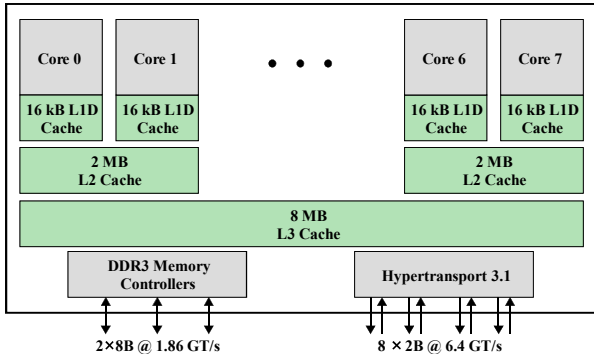 Core 0
Core 1
Core 6
Core 7
16 kB L1D
Cache
16 kB L1D
Cache
16 kB L1D
Cache
16 kB L1D
Cache
2 MB
L2 Cache
2 MB
L2 Cache
8 MB
L3 Cache
DDR3 Memory
Controllers
Hypertransport 3.1
2×8B @ 1.86 GT/s
8 × 2B @ 6.4 GT/s